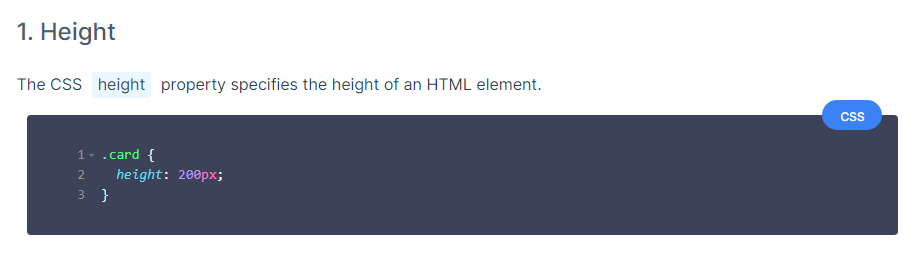 1. Height
The CSS height property specifies the height of an HTML element.
CSS
1 .card {
2 height: 200px;
3 }